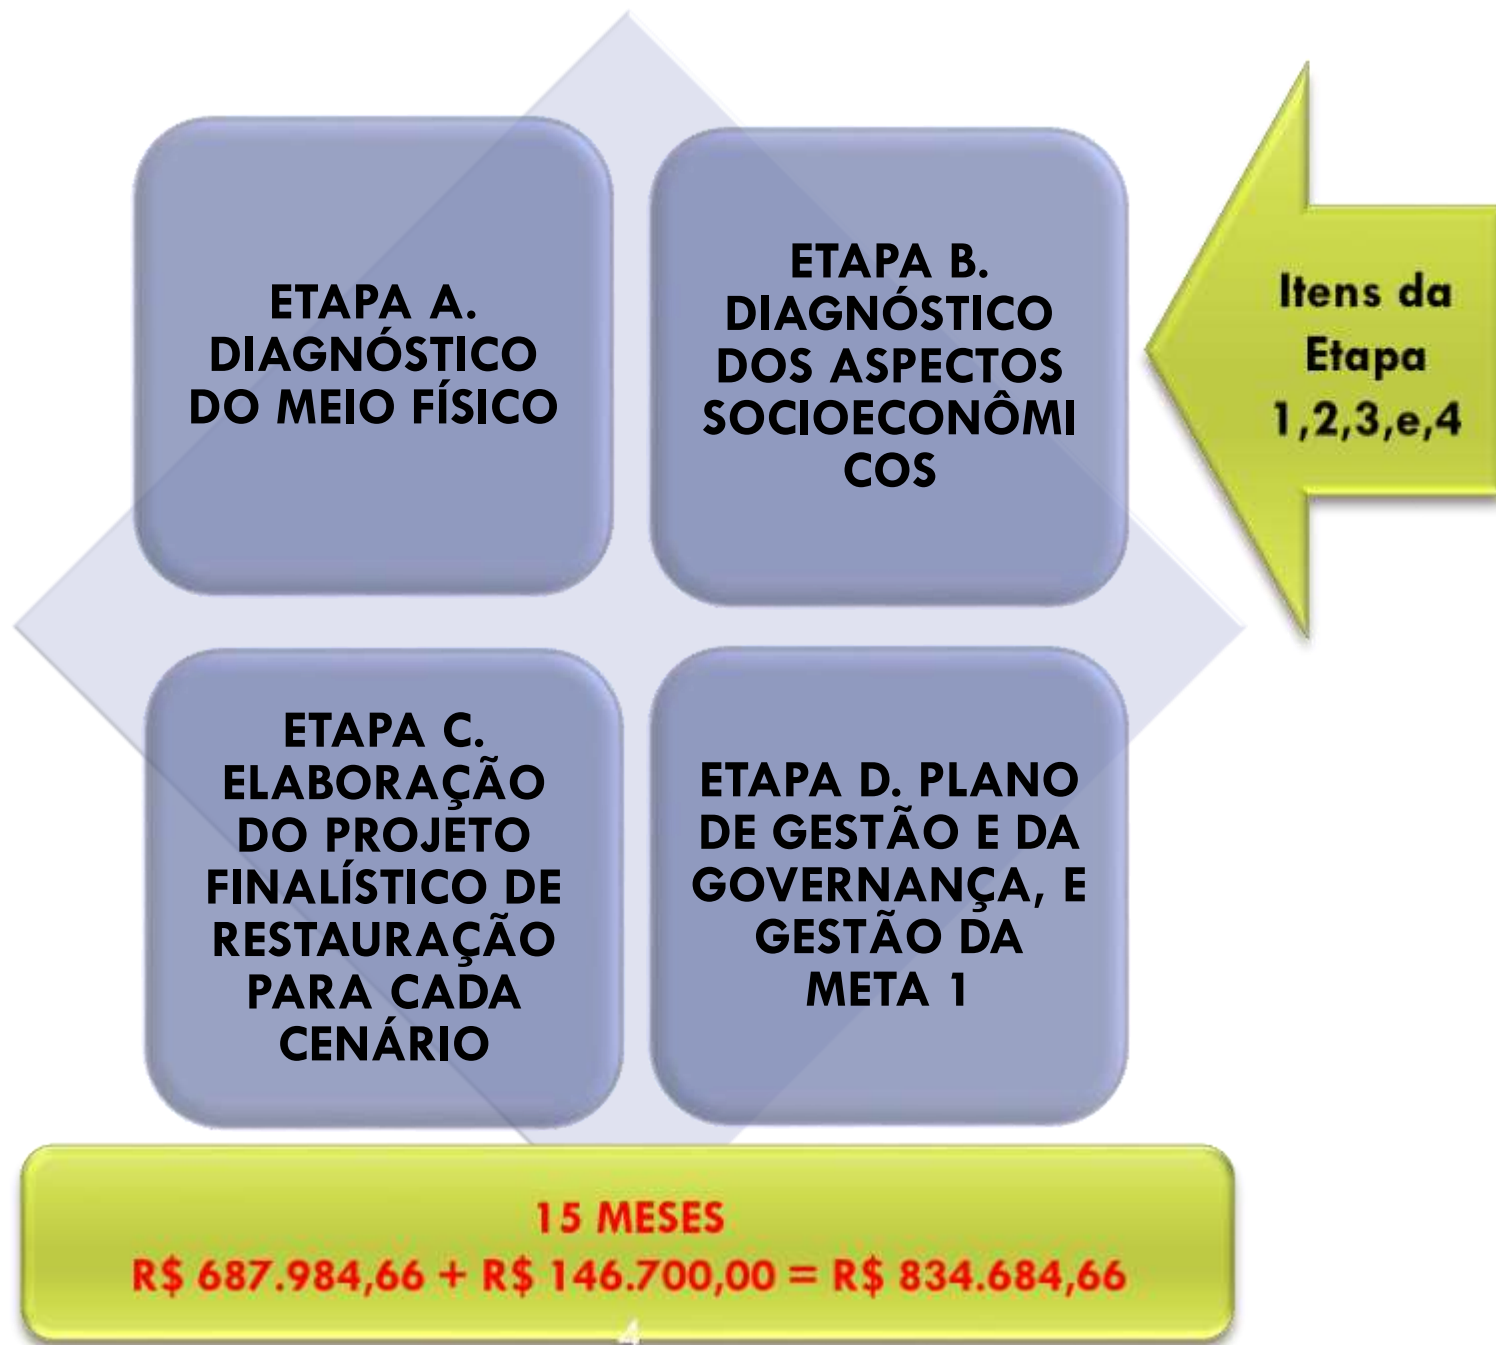 ETAPA A.
DIAGNÓSTICO
DO MEIO FÍSICO
ETAPA B.
DIAGNÓSTICO
DOS ASPECTOS
SOCIOECONÔMI
COS
Itens da
Etapa
1,2,3,e,4
ETAPA C.
ELABORAÇÃO
DO PROJETO
FINALÍSTICO DE
RESTAURAÇÃO
PARA CADA
CENÁRIO
ETAPA D. PLANO
DE GESTÃO E DA
GOVERNANÇA, E
GESTÃO DA
META 1
15 MESES
R$ 687.984,66 + R$ 146.700,00 = R$ 834.684,66
4